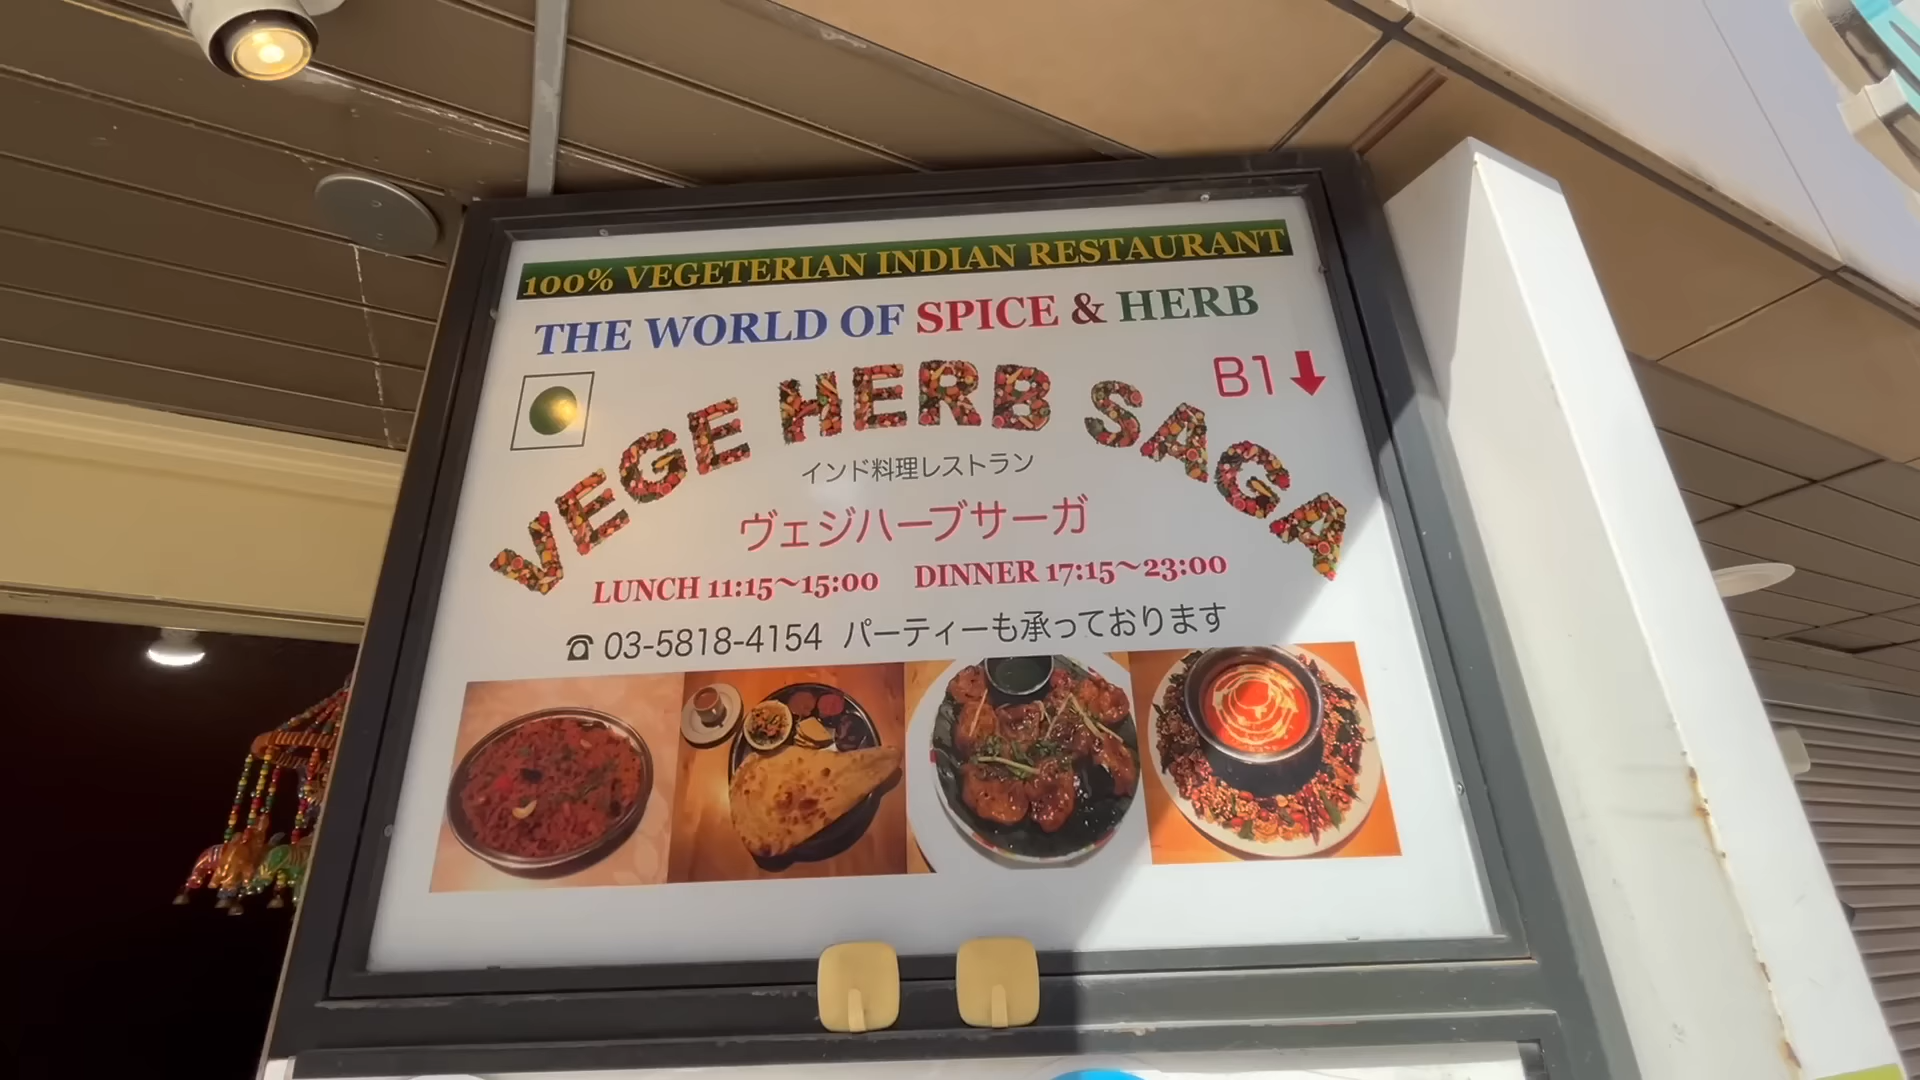 100% VEGETERIAN INDIAN RESTAURANT
THE WORLD OF SPICE & HERB
B1
VEGE HERB SAGA
インド料理レストラン
ヴェジハーブサーガ
LUNCH 11:15～15:00 DINNER 17:15～23:00
☎ 03-5818-4154 パーティーも承っております